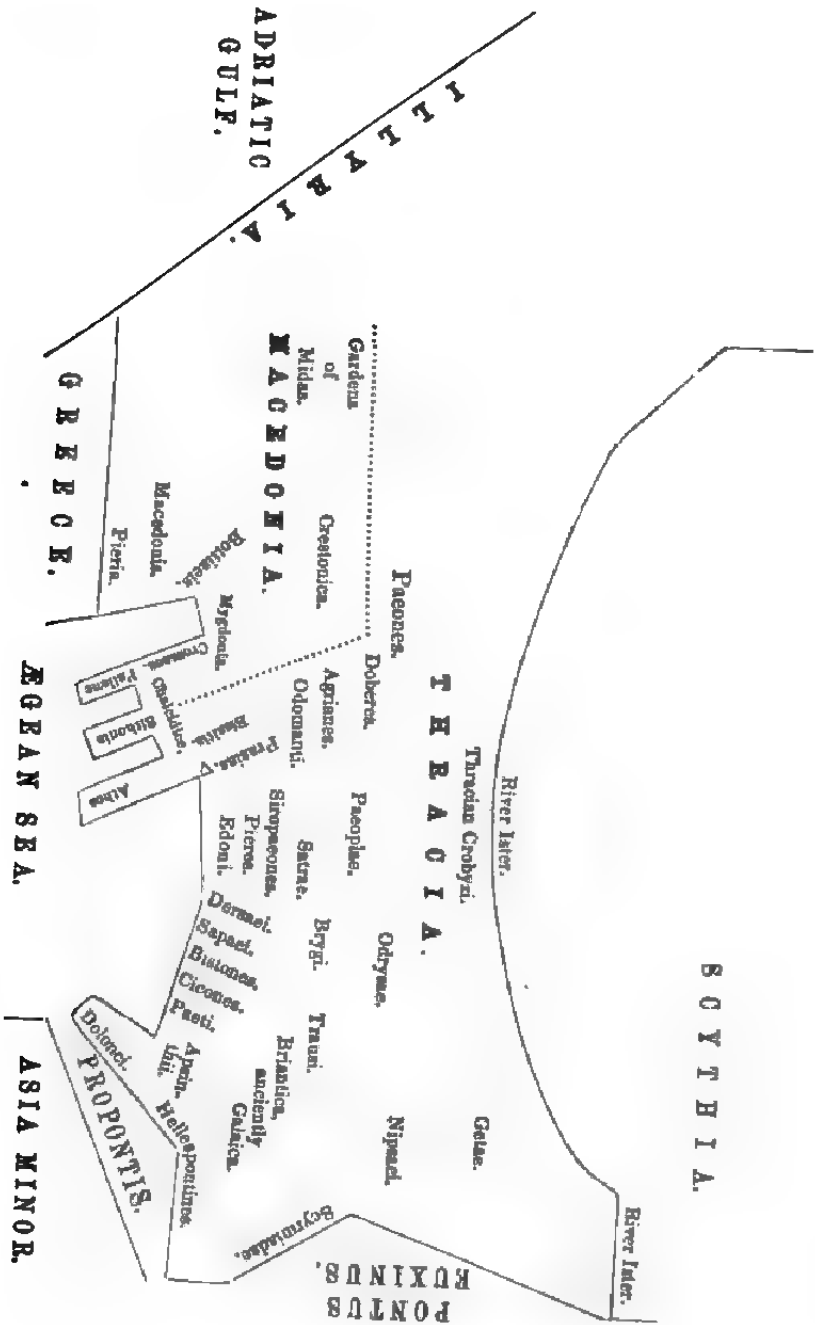 ADRIATIC
GULF.
ILLYRIA.
SCYTHIA.
River Ister.
River Ister.
Thracian Crobyzi.
Getae.
THRACIA.
Paeones.
Doberes.
Paeoplae.
Odrysae.
Nipsaei.
Gardens
of
Midas.
MACEDONIA.
Crestonica.
Agrianes.
Odomanti.
Satrae.
Brygi.
Trausi.
Briantica,
anciently
Galaica.
Siropaeones.
Pieres.
Edoni.
Bottiaeis.
Mygdonia.
Macedonia.
Pieria.
Crossaea.
Chalcidice.
Bisaltia.
Prasias.
Pallene
Sithonia
Athos
Dersaei.
Sapaei.
Bistones.
Cicones.
Paeti.
Apsin-
thii.
Dolonci.
Hellespontines.
Scyrmiadae.
PROPONTIS.
PONTUS
EUXINUS.
GREECE.
ÆGEAN SEA.
ASIA MINOR.